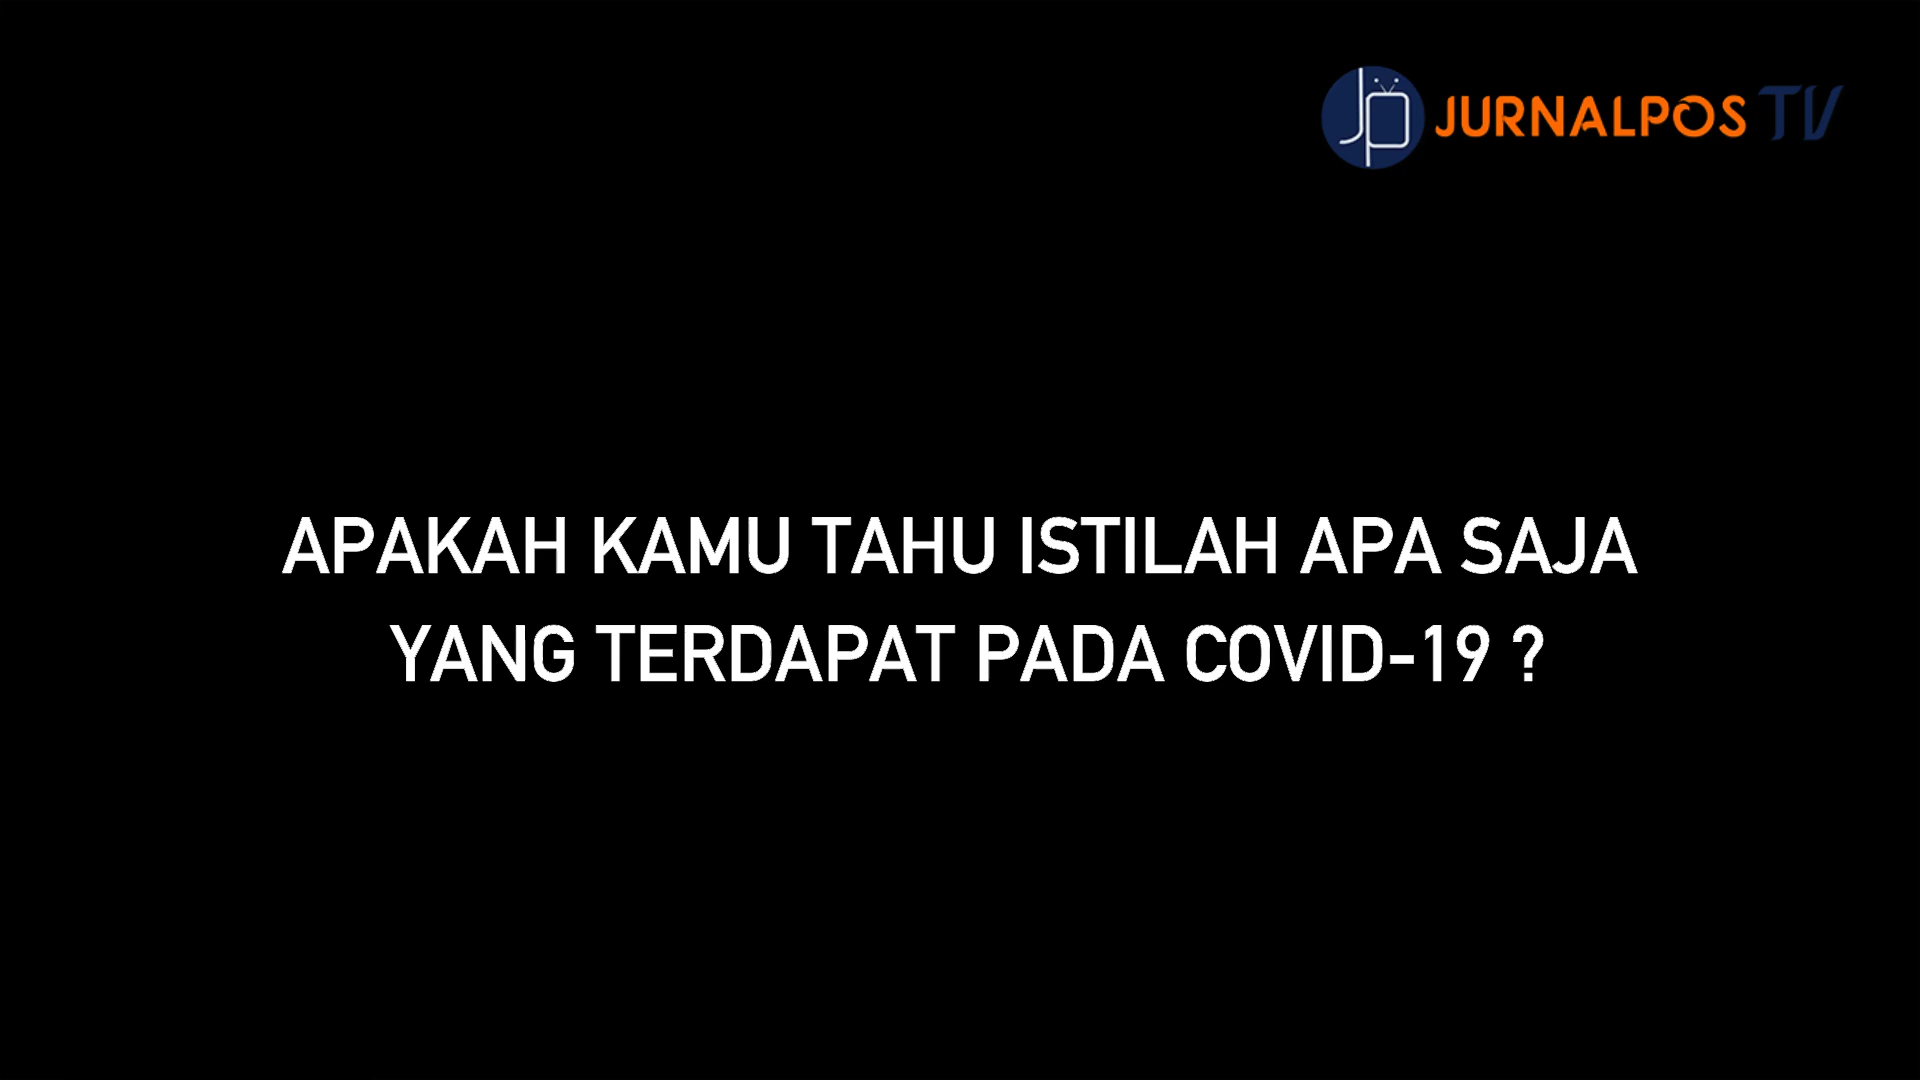 JURNALPOS TV
APAKAH KAMU TAHU ISTILAH APA SAJA
YANG TERDAPAT PADA COVID-19 ?